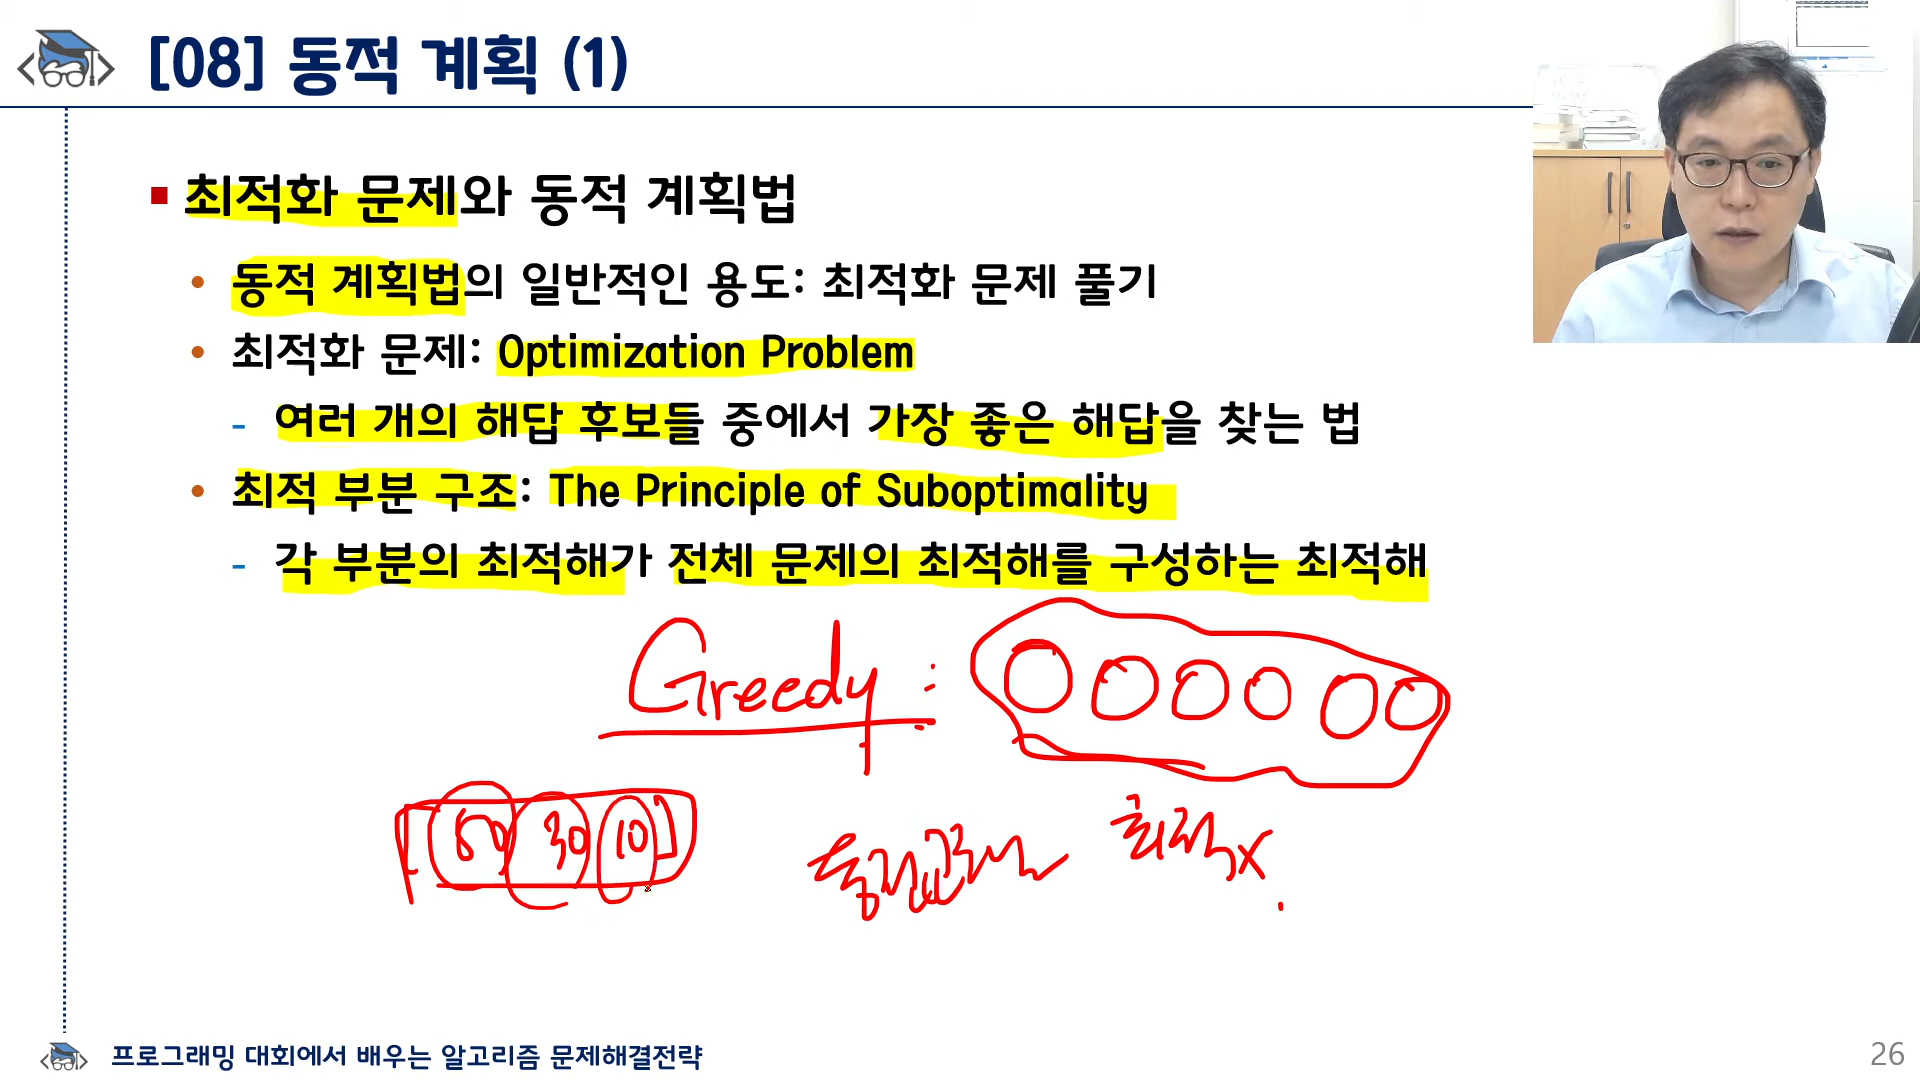 [08] 동적 계획 (1)
최적화 문제와 동적 계획법
동적 계획법의 일반적인 용도: 최적화 문제 풀기
최적화 문제: Optimization Problem
- 여러 개의 해답 후보들 중에서 가장 좋은 해답을 찾는 법
최적 부분 구조: The Principle of Suboptimality
- 각 부분의 최적해가 전체 문제의 최적해를 구성하는 최적해
Greedy :
[ 50 30 10 ]
최적 x
프로그래밍 대회에서 배우는 알고리즘 문제해결전략
26